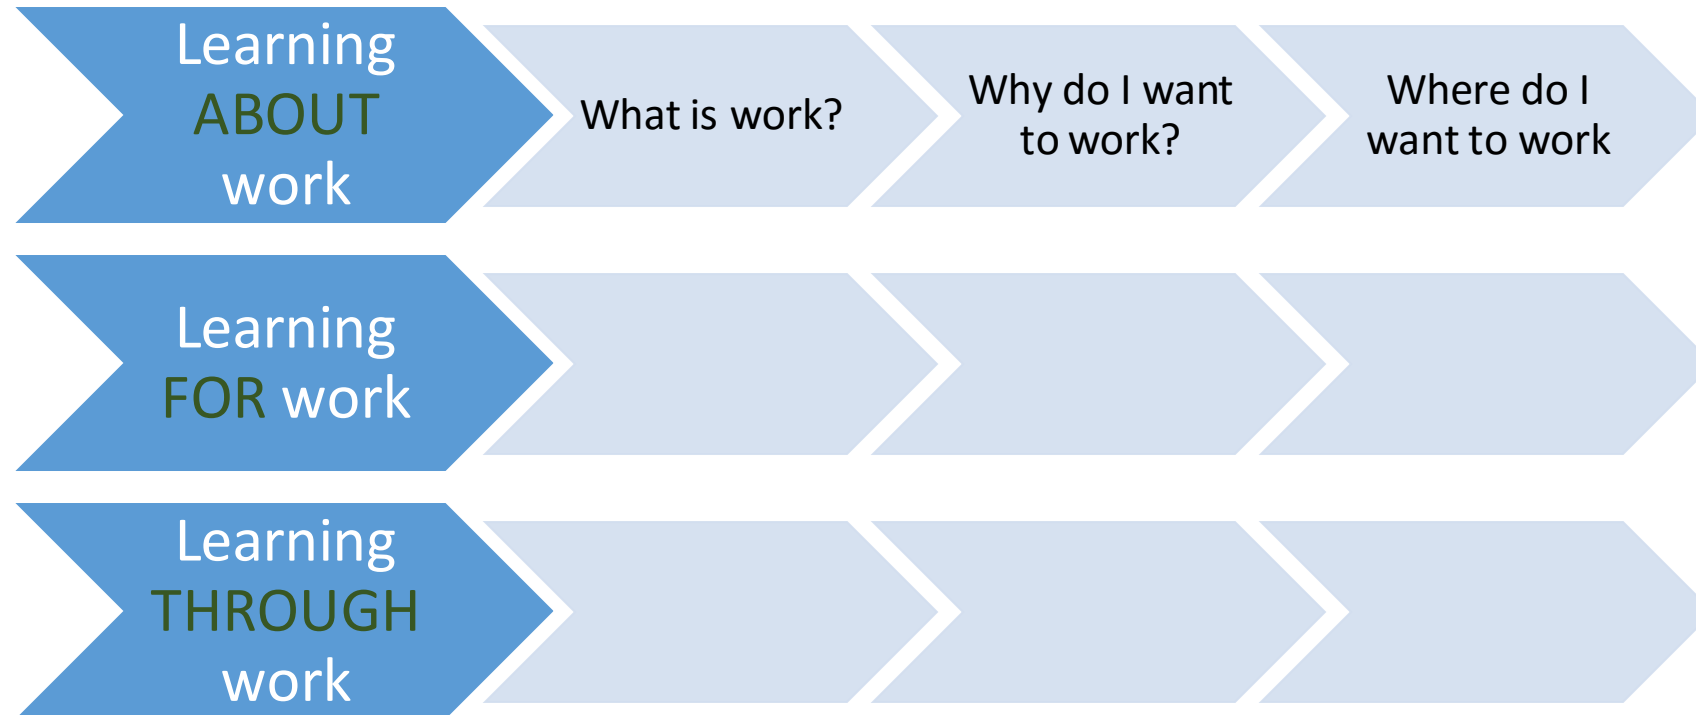 Learning
ABOUT
work
What is work?
Why do I want
to work?
Where do I
want to work
Learning
FOR work
Learning
THROUGH
work